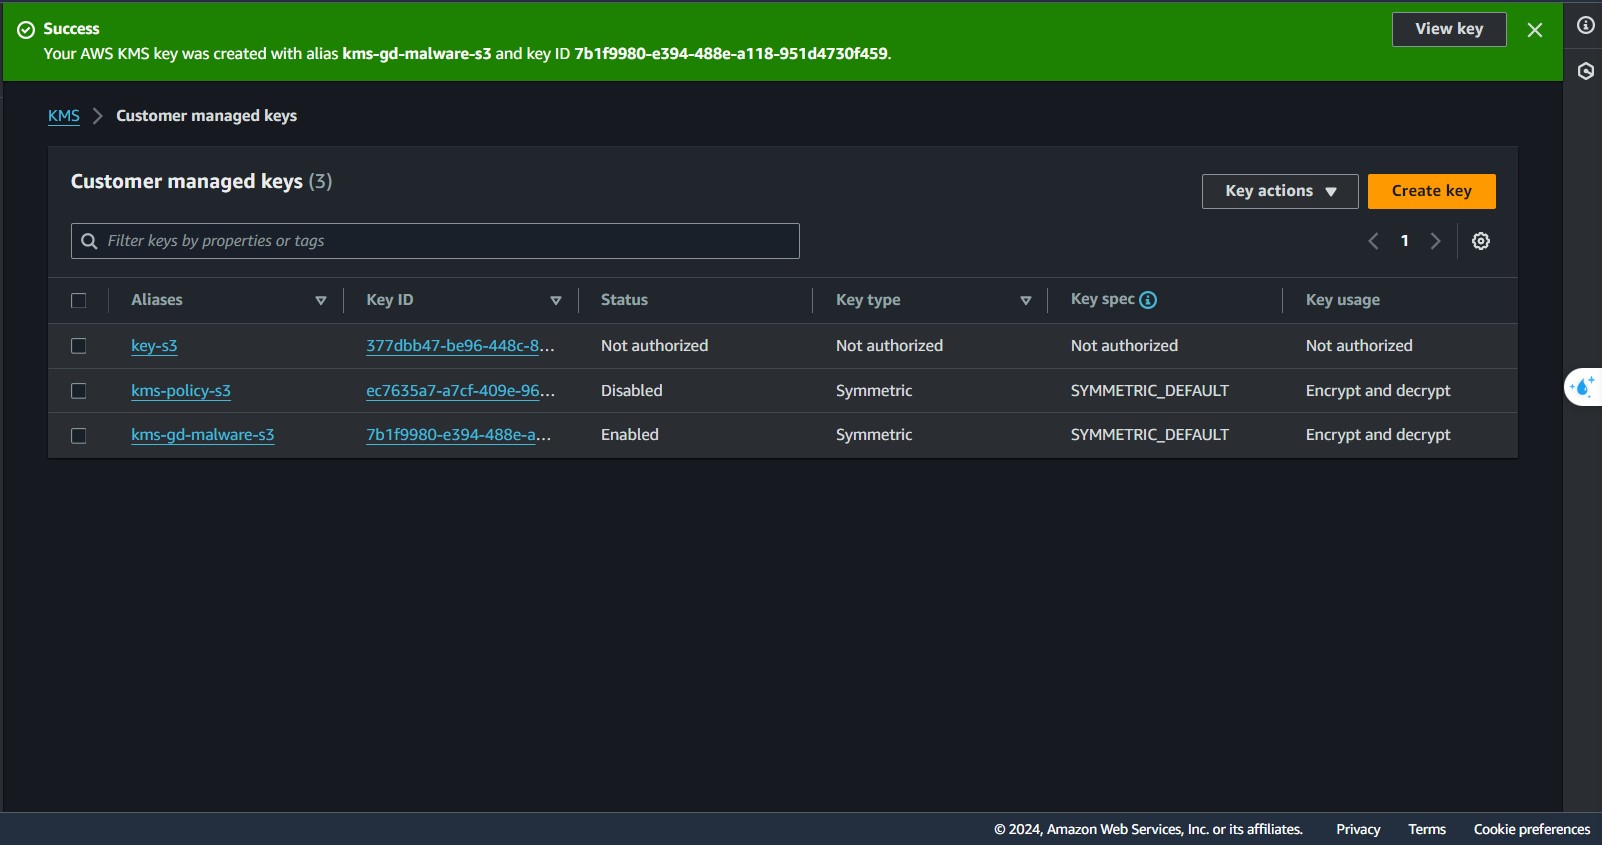 Success
View key
Your AWS KMS key was created with alias kms-gd-malware-s3 and key ID 7b1f9980-e394-488e-a118-951d4730f459.
KMS > Customer managed keys
Customer managed keys (3)
Key actions
Create key
Filter keys by properties or tags
1
Aliases Key ID Status Key type Key spec Key usage
key-s3 377dbb47-be96-448c-8... Not authorized Not authorized Not authorized Not authorized
kms-policy-s3 ec7635a7-a7cf-409e-96... Disabled Symmetric SYMMETRIC_DEFAULT Encrypt and decrypt
kms-gd-malware-s3 7b1f9980-e394-488e-a... Enabled Symmetric SYMMETRIC_DEFAULT Encrypt and decrypt
© 2024, Amazon Web Services, Inc. or its affiliates. Privacy Terms Cookie preferences